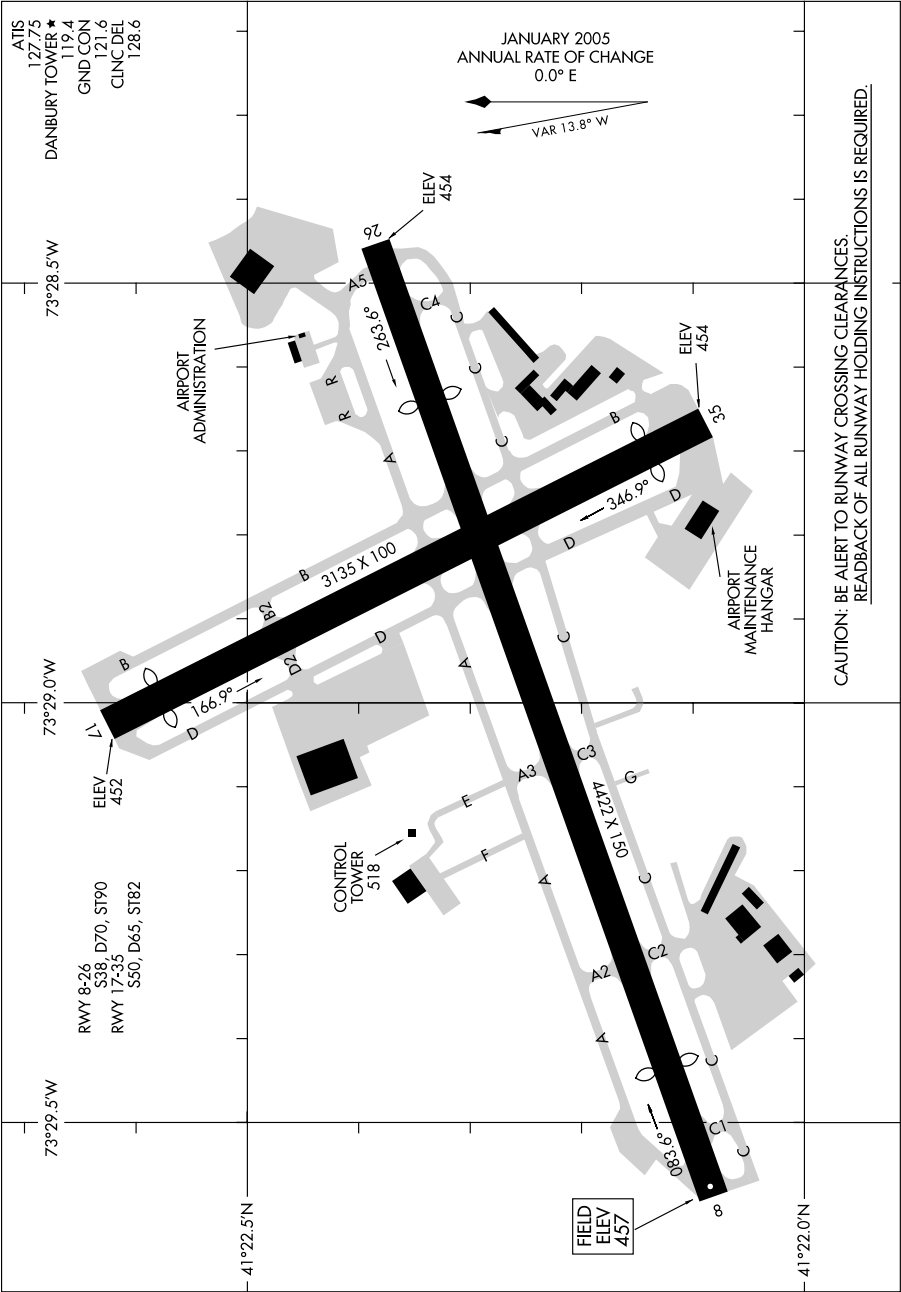 ATIS
127.75
DANBURY TOWER ★
119.4
GND CON
121.6
CLNC DEL
128.6
JANUARY 2005
ANNUAL RATE OF CHANGE
0.0° E
VAR 13.8° W
RWY 8-26
S38, D70, ST90
RWY 17-35
S50, D65, ST82
73°29.5'W
73°29.0'W
73°28.5'W
41°22.5'N
41°22.0'N
FIELD
ELEV
457
8
083.6°
26
263.6°
ELEV
454
17
166.9°
ELEV
452
35
346.9°
ELEV
454
4422 X 150
3135 X 100
CONTROL
TOWER
518
AIRPORT
ADMINISTRATION
AIRPORT
MAINTENANCE
HANGAR
A
A2
A
A3
A
A
A5
B
B2
B
B
C
C1
C
C2
C
C3
C
C
C
C
C4
D
D2
D
D
D
E
F
G
R
R
CAUTION: BE ALERT TO RUNWAY CROSSING CLEARANCES.
READBACK OF ALL RUNWAY HOLDING INSTRUCTIONS IS REQUIRED.